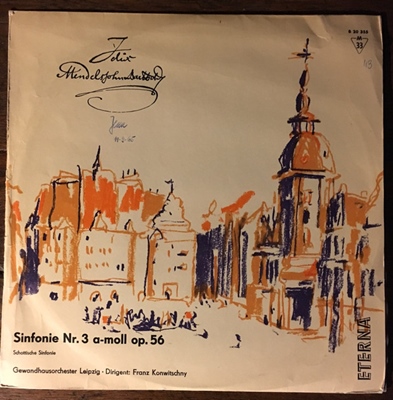 8 20 358
M
33
Felix
Mendelssohn Bartholdy
Sinfonie Nr. 3 a-moll op. 56
Schottische Sinfonie
Gewandhausorchester Leipzig · Dirigent: Franz Konwitschny
ETERNA